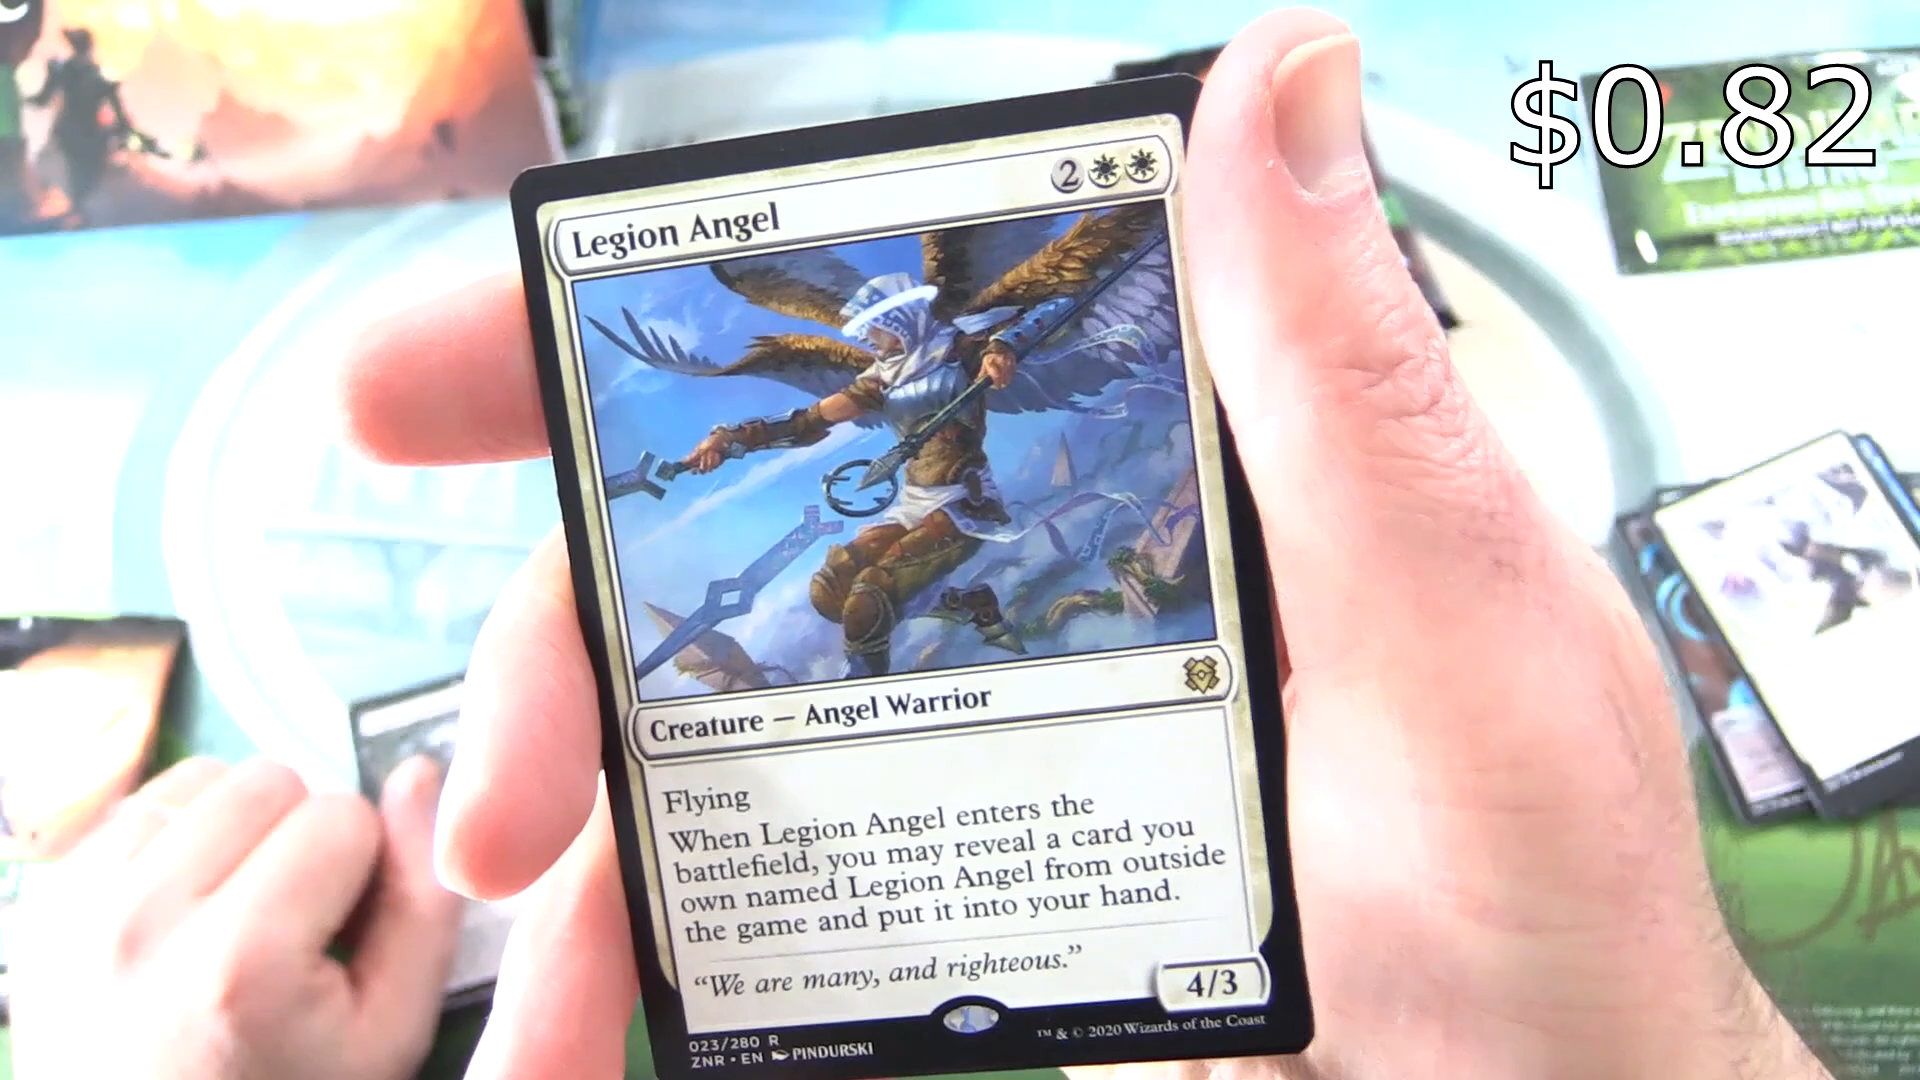 $0.82
ZENDIKAR
RISING
Legion Angel
2
Creature — Angel Warrior
Flying
When Legion Angel enters the
battlefield, you may reveal a card you
own named Legion Angel from outside
the game and put it into your hand.
“We are many, and righteous.”
4/3
023/280 R
ZNR • EN PINDURSKI
™ & © 2020 Wizards of the Coast